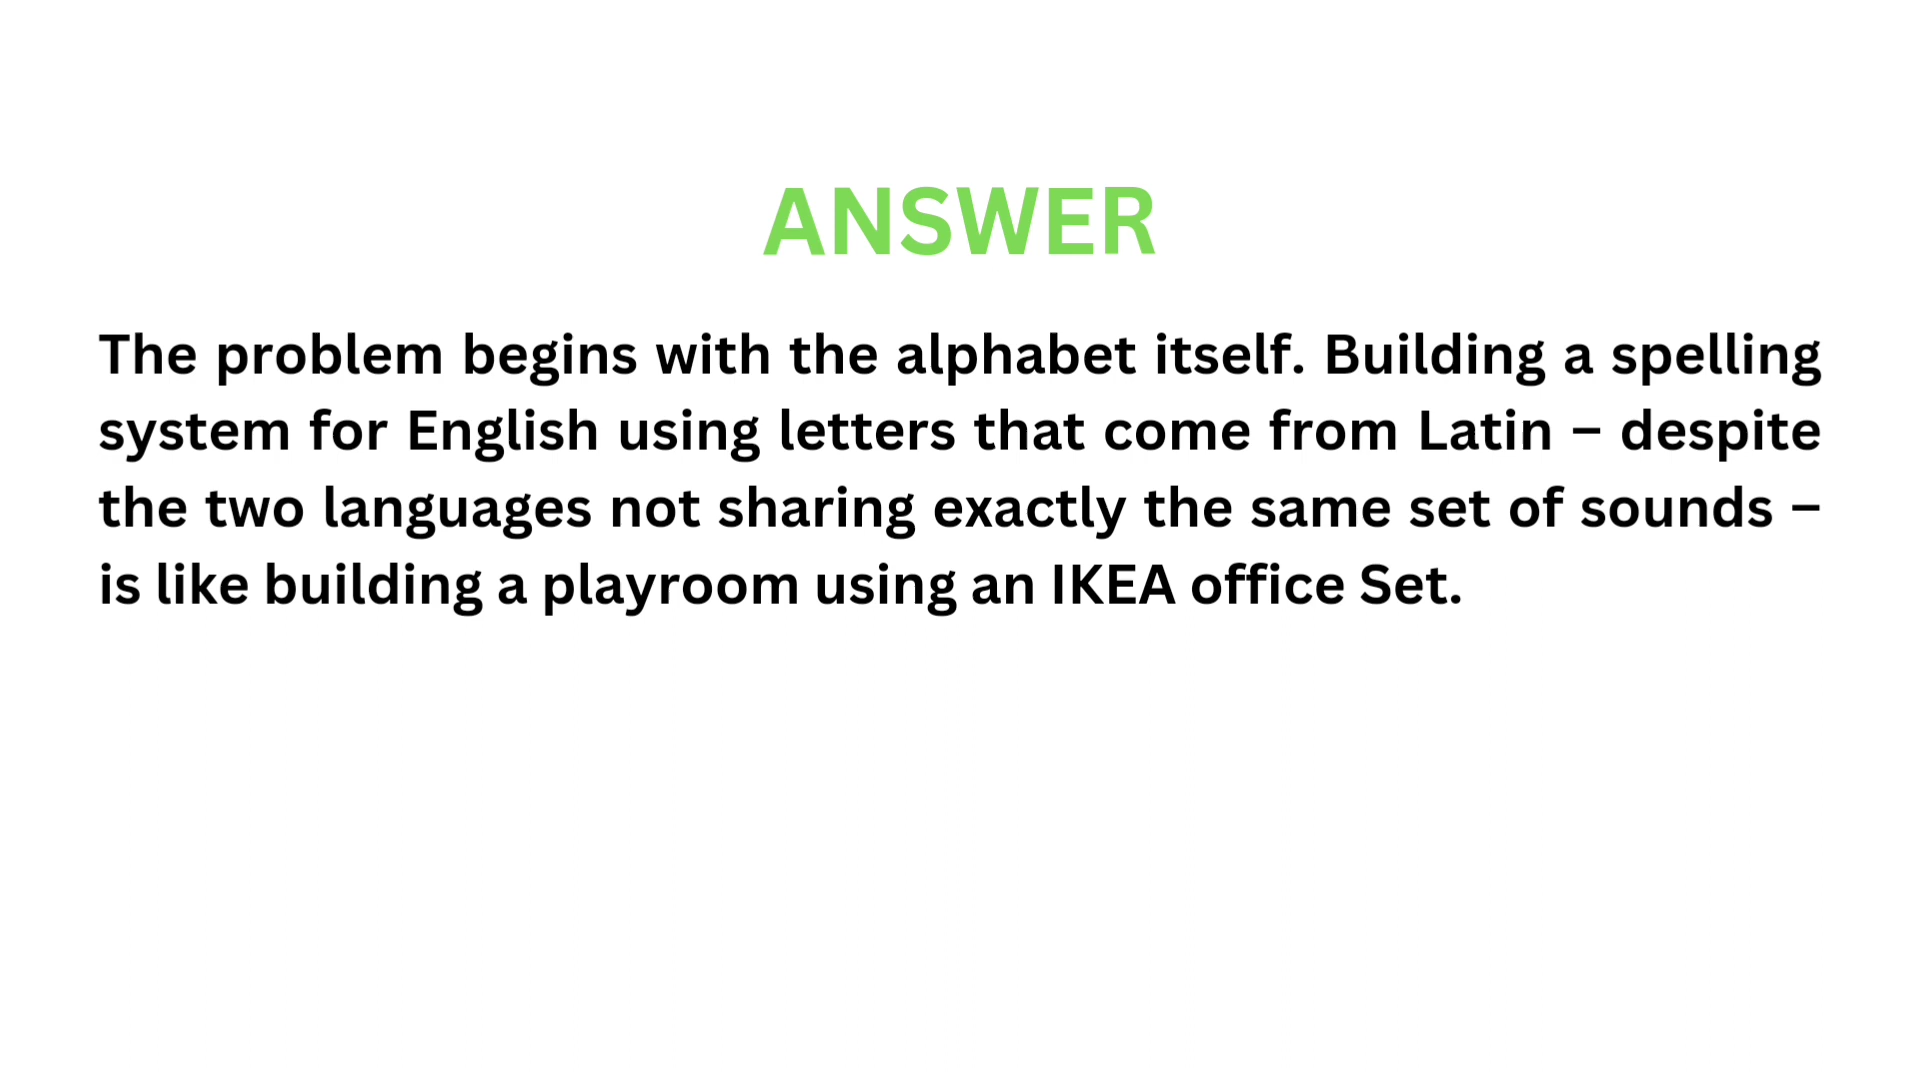 ANSWER
The problem begins with the alphabet itself. Building a spelling
system for English using letters that come from Latin – despite
the two languages not sharing exactly the same set of sounds –
is like building a playroom using an IKEA office Set.